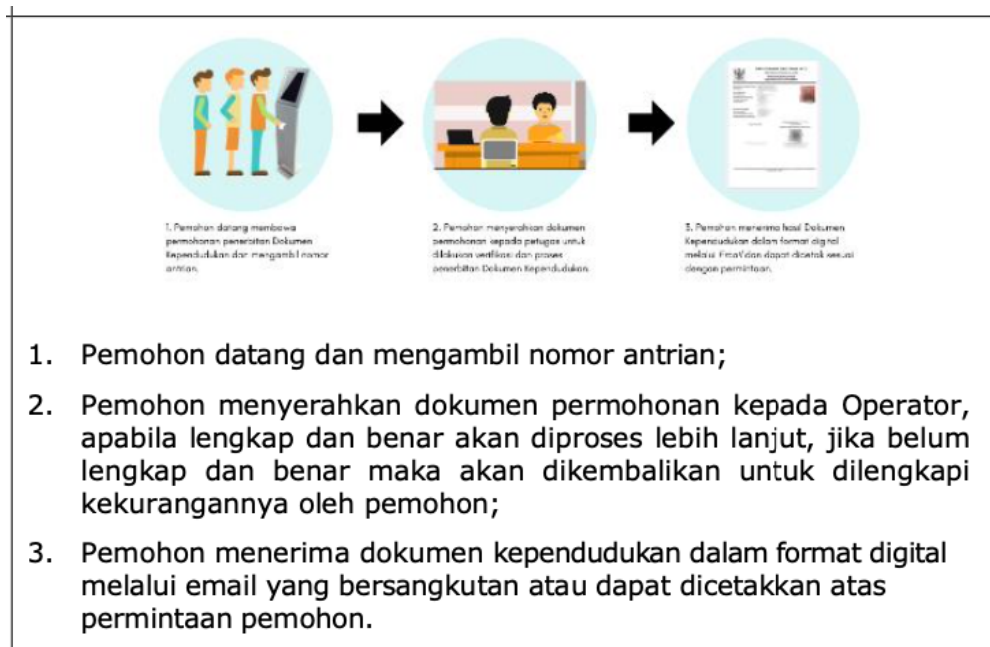 1. Pemohon datang membawa
permohonan penerbitan Dokumen
Kependudukan dan mengambil nomor
antrian.
2. Pemohon menyerahkan dokumen
permohonan kepada petugas untuk
dilakukan verifikasi dan proses
penerbitan Dokumen Kependudukan.
3. Pemohon menerima hasil Dokumen
Kependudukan dalam format digital
melalui Email dan dapat dicetak sesuai
dengan permintaan.
1. Pemohon datang dan mengambil nomor antrian;
2. Pemohon menyerahkan dokumen permohonan kepada Operator,
apabila lengkap dan benar akan diproses lebih lanjut, jika belum
lengkap dan benar maka akan dikembalikan untuk dilengkapi
kekurangannya oleh pemohon;
3. Pemohon menerima dokumen kependudukan dalam format digital
melalui email yang bersangkutan atau dapat dicetakkan atas
permintaan pemohon.